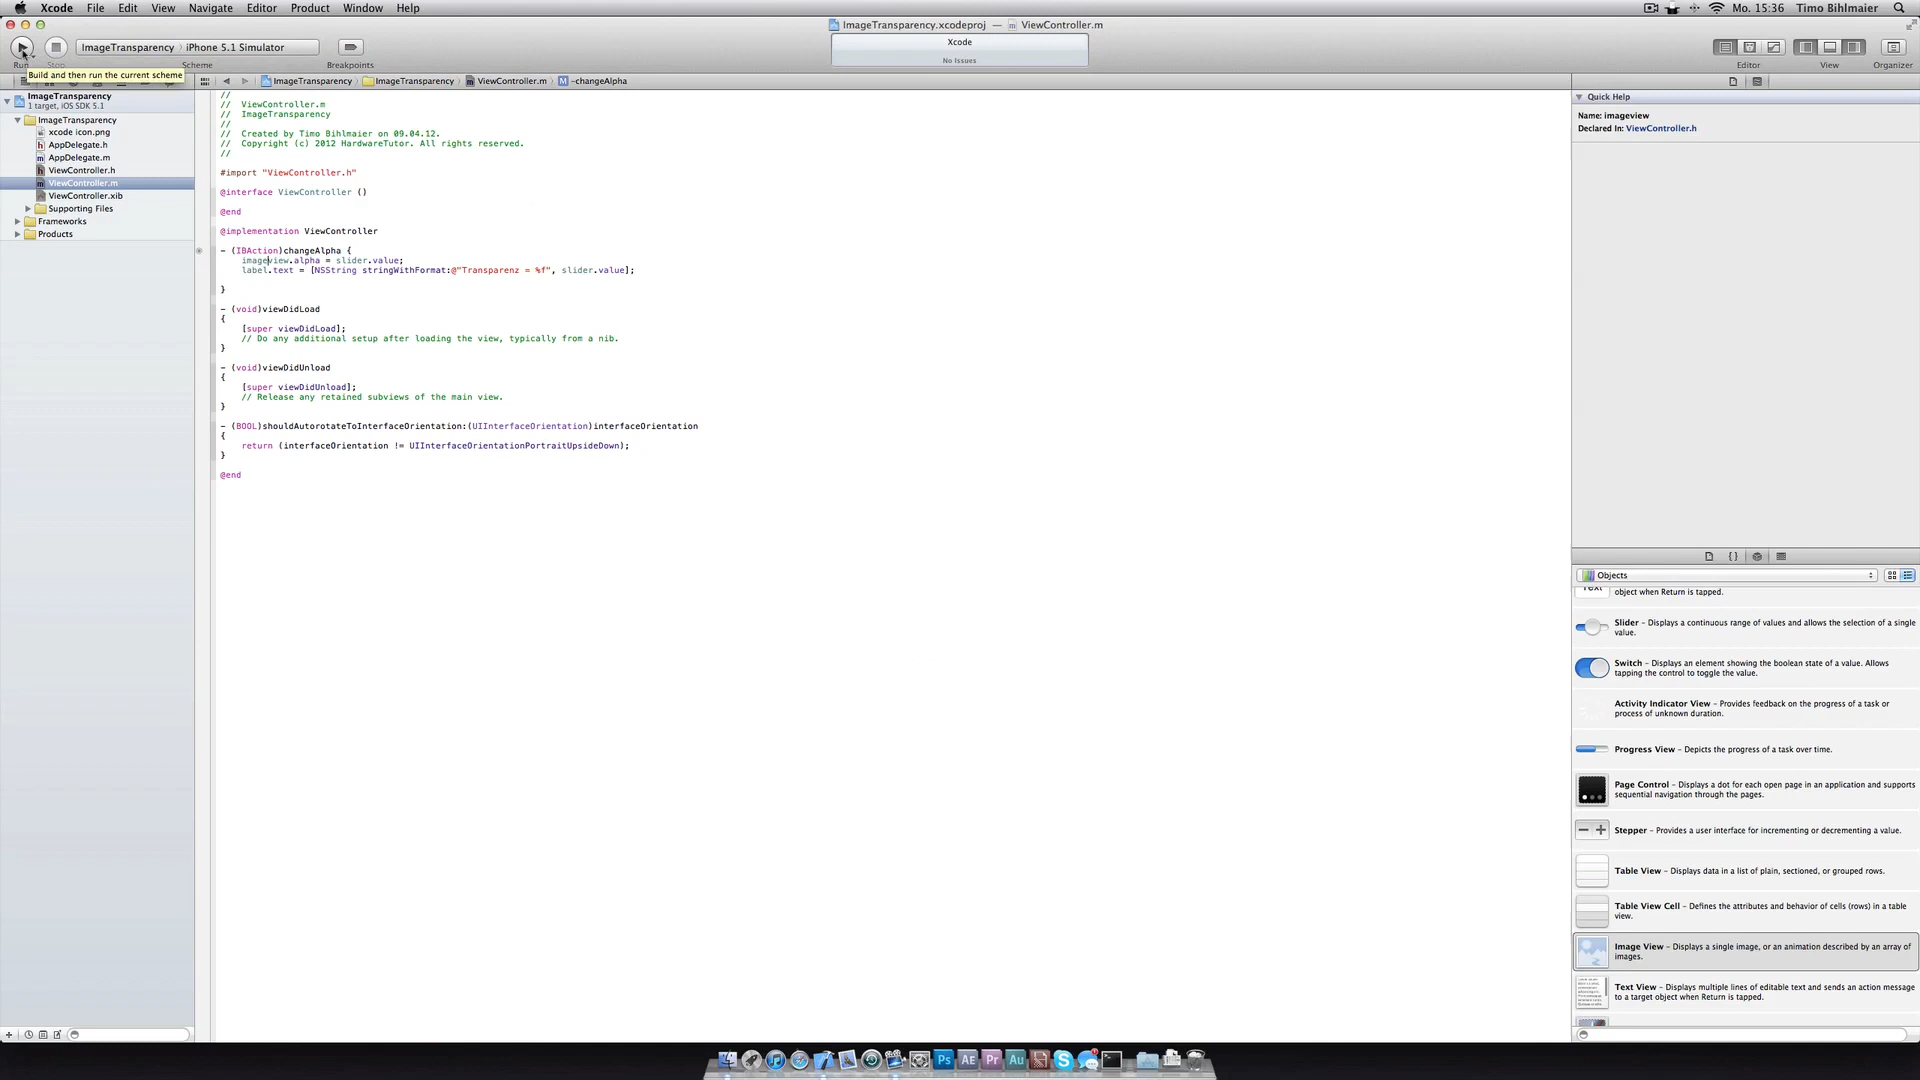 Xcode File Edit View Navigate Editor Product Window Help Mo. 15:36 Timo Bihlmaier
ImageTransparency.xcodeproj — ViewController.m
ImageTransparency › iPhone 5.1 Simulator
Xcode
No Issues
Run Stop Scheme Breakpoints Editor View Organizer
Build and then run the current scheme
ImageTransparency ImageTransparency ViewController.m M -changeAlpha
ImageTransparency
1 target, iOS SDK 5.1
ImageTransparency
xcode icon.png
h AppDelegate.h
m AppDelegate.m
h ViewController.h
m ViewController.m
ViewController.xib
Supporting Files
Frameworks
Products
//
// ViewController.m
// ImageTransparency
//
// Created by Timo Bihlmaier on 09.04.12.
// Copyright (c) 2012 HardwareTutor. All rights reserved.
//
#import "ViewController.h"
@interface ViewController ()
@end
@implementation ViewController
- (IBAction)changeAlpha {
imageview.alpha = slider.value;
label.text = [NSString stringWithFormat:@"Transparenz = %f", slider.value];
}
- (void)viewDidLoad
{
[super viewDidLoad];
// Do any additional setup after loading the view, typically from a nib.
}
- (void)viewDidUnload
{
[super viewDidUnload];
// Release any retained subviews of the main view.
}
- (BOOL)shouldAutorotateToInterfaceOrientation:(UIInterfaceOrientation)interfaceOrientation
{
return (interfaceOrientation != UIInterfaceOrientationPortraitUpsideDown);
}
@end
Quick Help
Name: imageview
Declared In: ViewController.h
{ }
Objects
Text
object when Return is tapped.
Slider – Displays a continuous range of values and allows the selection of a single
value.
Switch – Displays an element showing the boolean state of a value. Allows
tapping the control to toggle the value.
Activity Indicator View – Provides feedback on the progress of a task or
process of unknown duration.
Progress View – Depicts the progress of a task over time.
Page Control – Displays a dot for each open page in an application and supports
sequential navigation through the pages.
Stepper – Provides a user interface for incrementing or decrementing a value.
Table View – Displays data in a list of plain, sectioned, or grouped rows.
Table View Cell – Defines the attributes and behavior of cells (rows) in a table
view.
Image View – Displays a single image, or an animation described by an array of
images.
Text View – Displays multiple lines of editable text and sends an action message
to a target object when Return is tapped.
Ps AE Pr Au